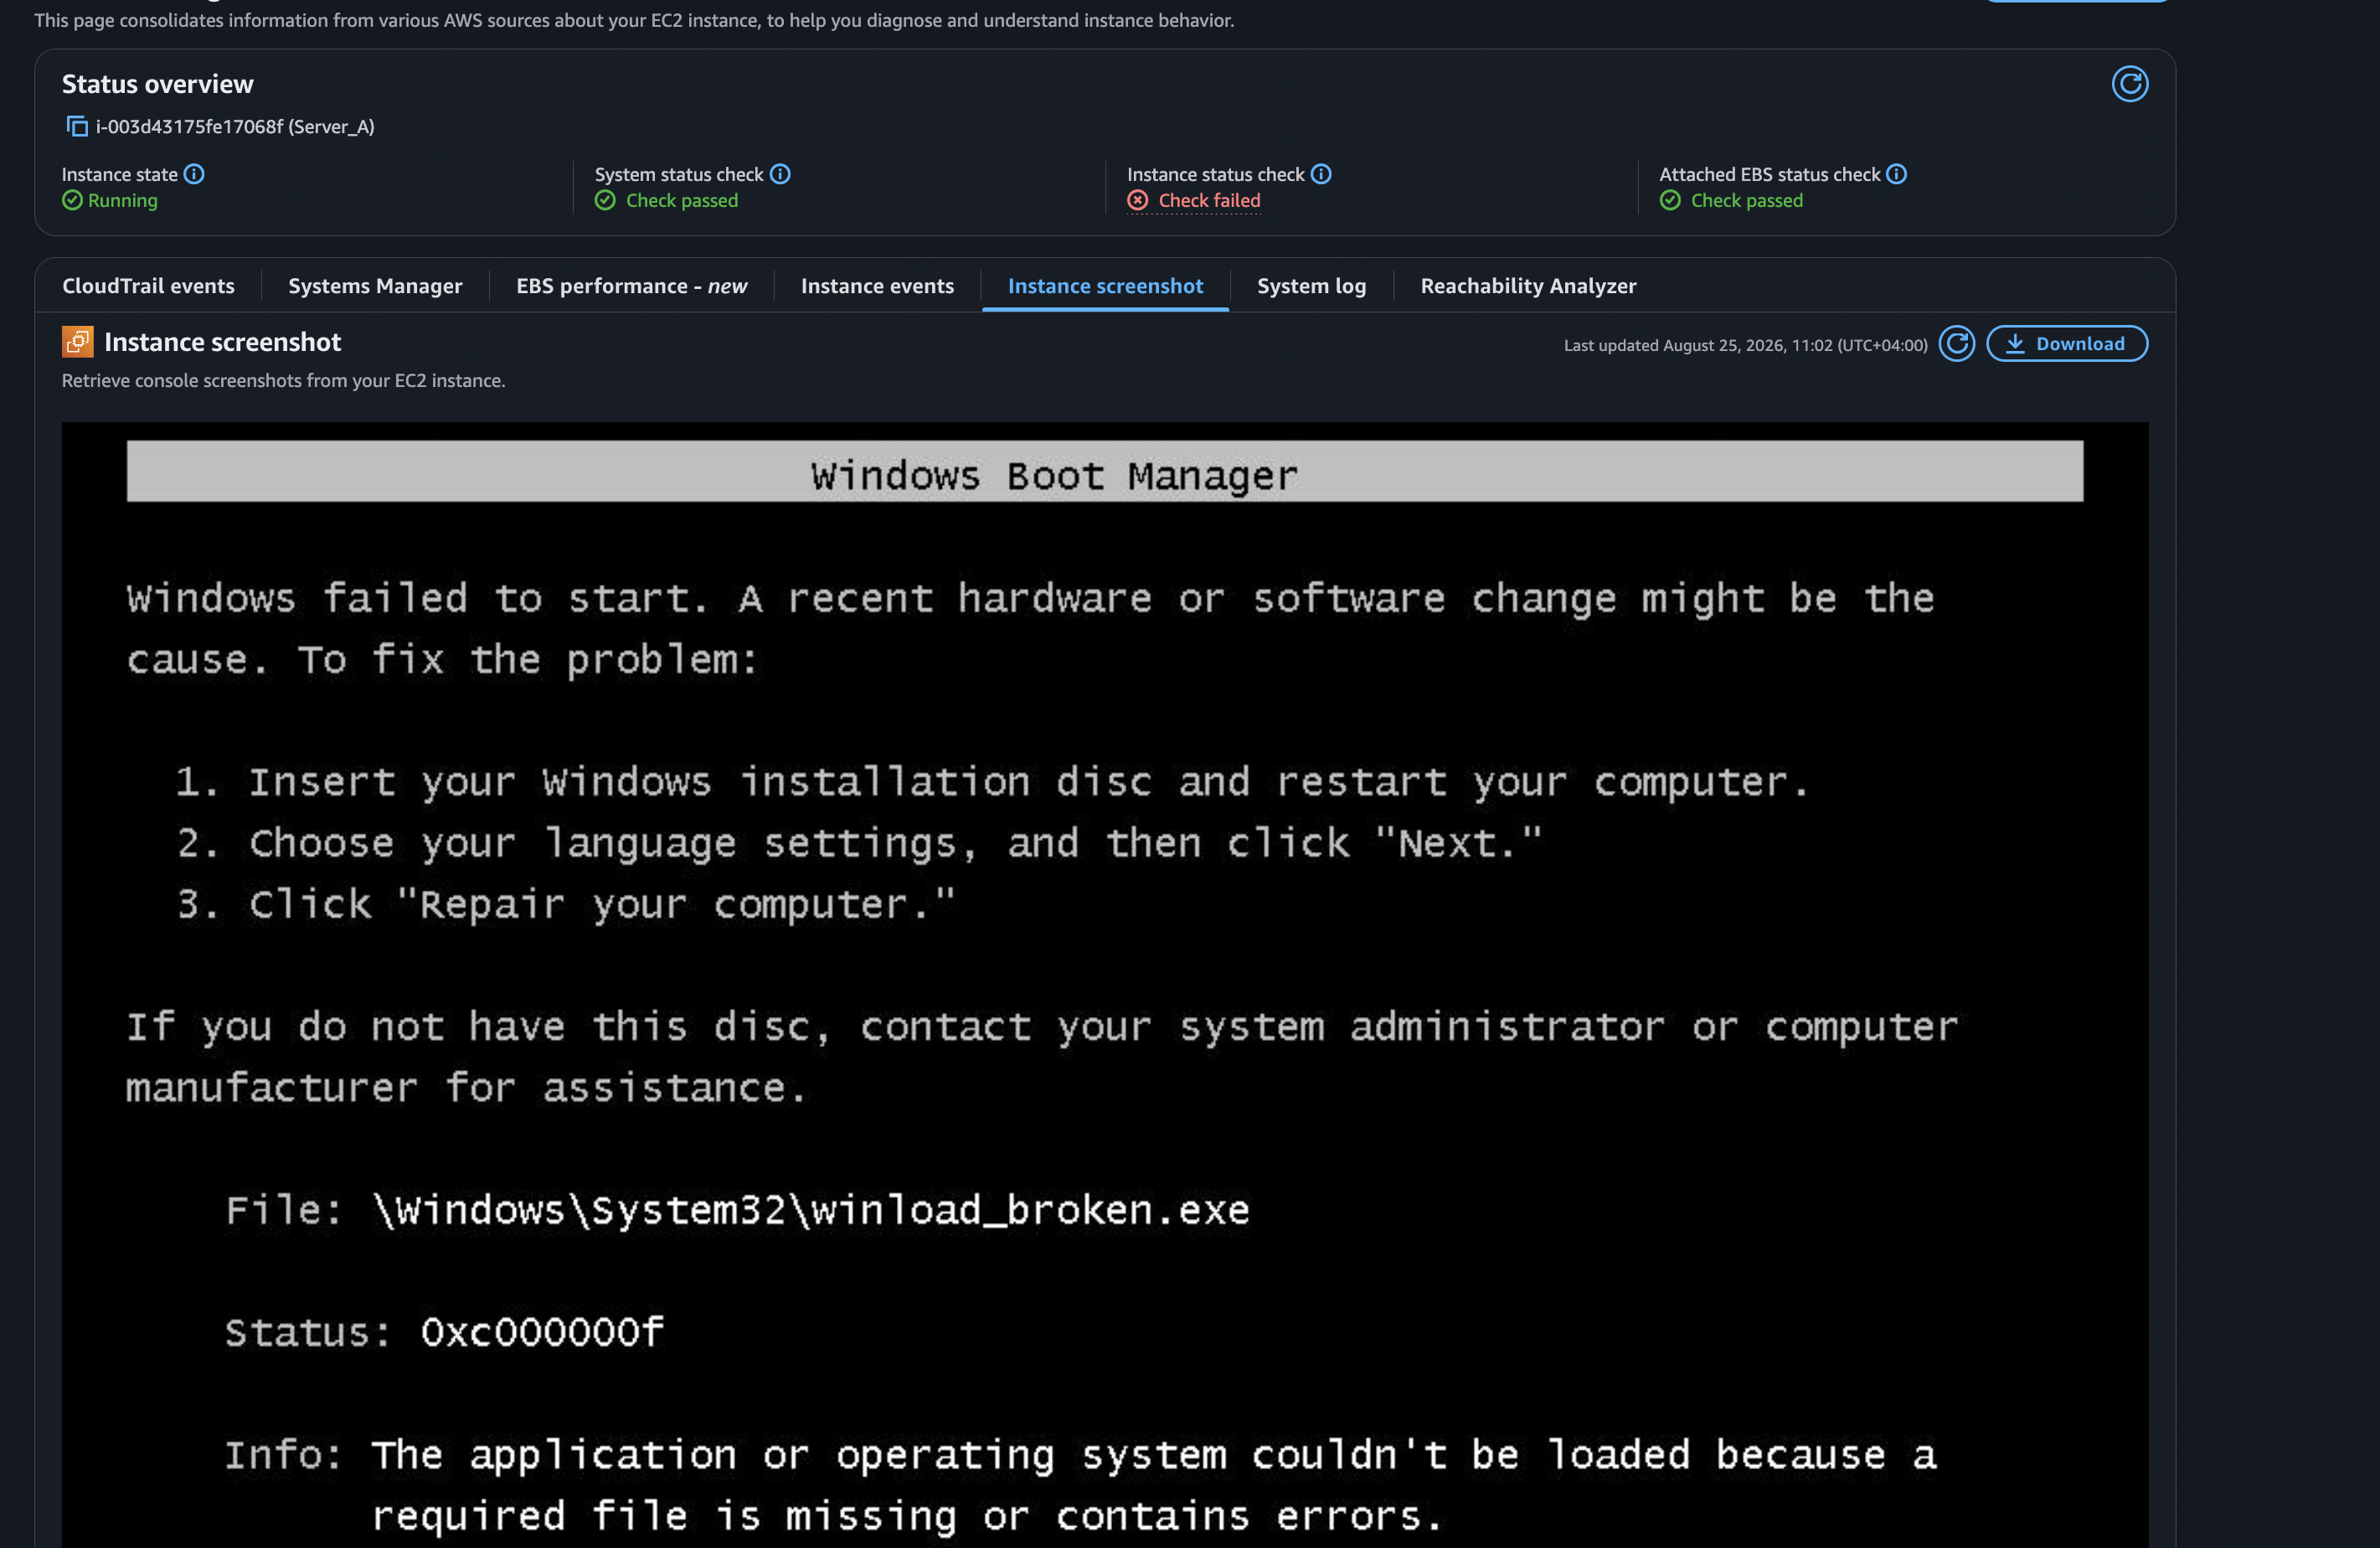 This page consolidates information from various AWS sources about your EC2 instance, to help you diagnose and understand instance behavior.
Status overview
i-003d43175fe17068f (Server_A)
Instance state
Running
System status check
Check passed
Instance status check
Check failed
Attached EBS status check
Check passed
CloudTrail events
Systems Manager
EBS performance - new
Instance events
Instance screenshot
System log
Reachability Analyzer
Instance screenshot
Last updated August 25, 2026, 11:02 (UTC+04:00)
Download
Retrieve console screenshots from your EC2 instance.
Windows Boot Manager
Windows failed to start. A recent hardware or software change might be the
cause. To fix the problem:
1. Insert your Windows installation disc and restart your computer.
2. Choose your language settings, and then click "Next."
3. Click "Repair your computer."
If you do not have this disc, contact your system administrator or computer
manufacturer for assistance.
File: \Windows\System32\winload_broken.exe
Status: 0xc000000f
Info: The application or operating system couldn't be loaded because a
required file is missing or contains errors.